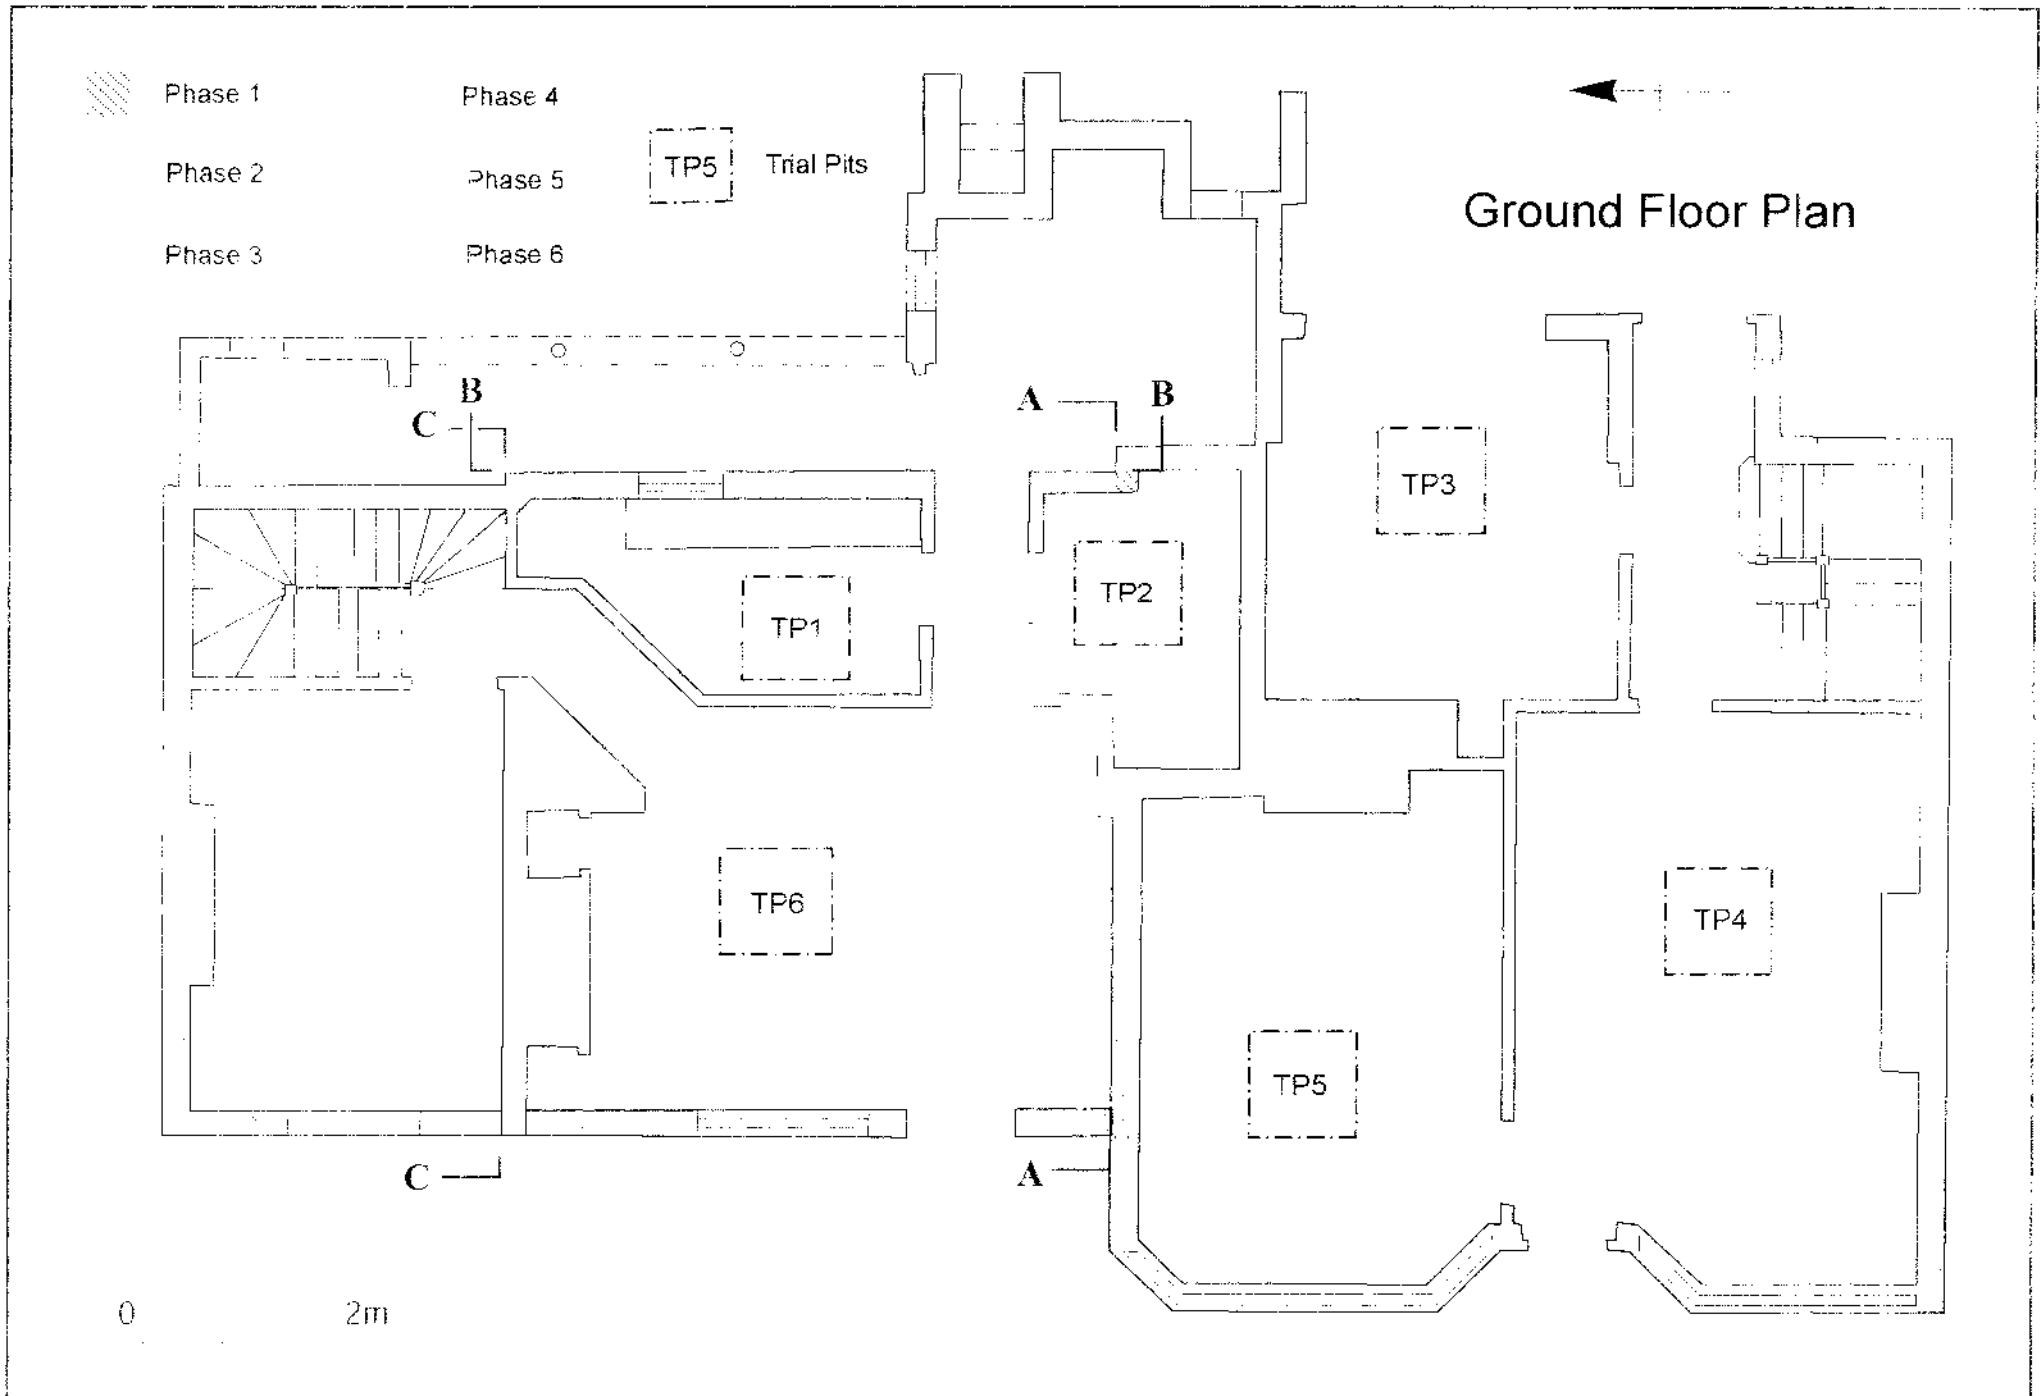 Phase 1
Phase 4
Phase 2
Phase 5
TP5
Trial Pits
Phase 3
Phase 6
Ground Floor Plan
B
C
A
B
TP3
TP1
TP2
TP6
TP4
TP5
C
A
0
2m